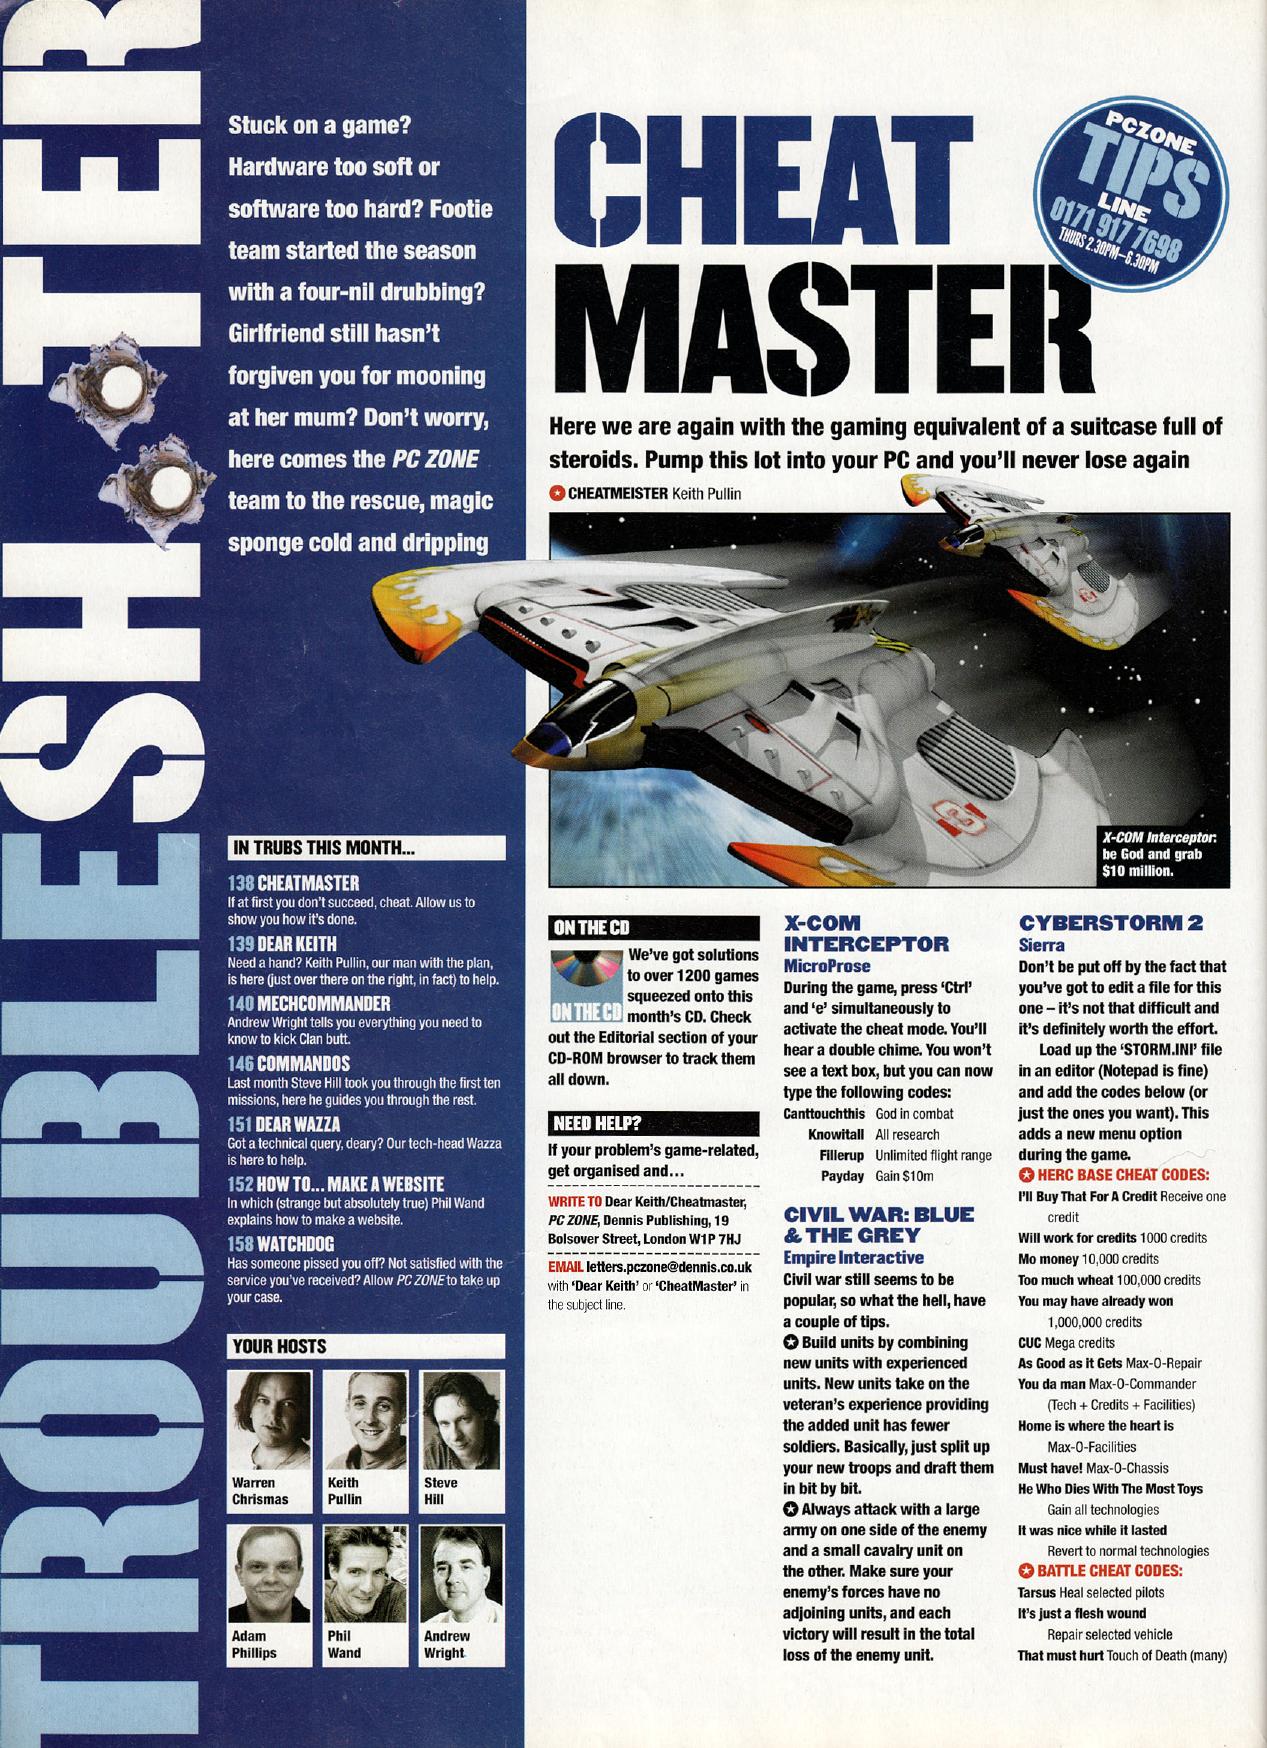 TROUBLESHOOTER
Stuck on a game?
Hardware too soft or
software too hard? Footie
team started the season
with a four-nil drubbing?
Girlfriend still hasn't
forgiven you for mooning
at her mum? Don't worry,
here comes the PC ZONE
team to the rescue, magic
sponge cold and dripping
IN TRUBS THIS MONTH...
138 CHEATMASTER
If at first you don't succeed, cheat. Allow us to
show you how it's done.
139 DEAR KEITH
Need a hand? Keith Pullin, our man with the plan,
is here (just over there on the right, in fact) to help.
140 MECHCOMMANDER
Andrew Wright tells you everything you need to
know to kick Clan butt.
146 COMMANDOS
Last month Steve Hill took you through the first ten
missions, here he guides you through the rest.
151 DEAR WAZZA
Got a technical query, deary? Our tech-head Wazza
is here to help.
152 HOW TO... MAKE A WEBSITE
In which (strange but absolutely true) Phil Wand
explains how to make a website.
158 WATCHDOG
Has someone pissed you off? Not satisfied with the
service you've received? Allow PC ZONE to take up
your case.
YOUR HOSTS
Warren
Chrismas
Keith
Pullin
Steve
Hill
Adam
Phillips
Phil
Wand
Andrew
Wright
CHEAT
MASTER
PCZONE
TIPS
LINE
0171 917 7698
THURS 2.30PM–6.30PM
Here we are again with the gaming equivalent of a suitcase full of
steroids. Pump this lot into your PC and you'll never lose again
CHEATMEISTER Keith Pullin
X-COM Interceptor:
be God and grab
$10 million.
ON THE CD
ON THE CD
We've got solutions
to over 1200 games
squeezed onto this
month's CD. Check
out the Editorial section of your
CD-ROM browser to track them
all down.
NEED HELP?
If your problem's game-related,
get organised and...
WRITE TO Dear Keith/Cheatmaster,
PC ZONE, Dennis Publishing, 19
Bolsover Street, London W1P 7HJ
EMAIL letters.pczone@dennis.co.uk
with 'Dear Keith' or 'CheatMaster' in
the subject line.
X-COM
INTERCEPTOR
MicroProse
During the game, press 'Ctrl'
and 'e' simultaneously to
activate the cheat mode. You'll
hear a double chime. You won't
see a text box, but you can now
type the following codes:
Canttouchthis God in combat
Knowitall All research
Fillerup Unlimited flight range
Payday Gain $10m
CIVIL WAR: BLUE
& THE GREY
Empire Interactive
Civil war still seems to be
popular, so what the hell, have
a couple of tips.
Build units by combining
new units with experienced
units. New units take on the
veteran's experience providing
the added unit has fewer
soldiers. Basically, just split up
your new troops and draft them
in bit by bit.
Always attack with a large
army on one side of the enemy
and a small cavalry unit on
the other. Make sure your
enemy's forces have no
adjoining units, and each
victory will result in the total
loss of the enemy unit.
CYBERSTORM 2
Sierra
Don't be put off by the fact that
you've got to edit a file for this
one – it's not that difficult and
it's definitely worth the effort.
Load up the 'STORM.INI' file
in an editor (Notepad is fine)
and add the codes below (or
just the ones you want). This
adds a new menu option
during the game.
HERC BASE CHEAT CODES:
I'll Buy That For A Credit Receive one
credit
Will work for credits 1000 credits
Mo money 10,000 credits
Too much wheat 100,000 credits
You may have already won
1,000,000 credits
CUC Mega credits
As Good as it Gets Max-O-Repair
You da man Max-O-Commander
(Tech + Credits + Facilities)
Home is where the heart is
Max-O-Facilities
Must have! Max-O-Chassis
He Who Dies With The Most Toys
Gain all technologies
It was nice while it lasted
Revert to normal technologies
BATTLE CHEAT CODES:
Tarsus Heal selected pilots
It's just a flesh wound
Repair selected vehicle
That must hurt Touch of Death (many)